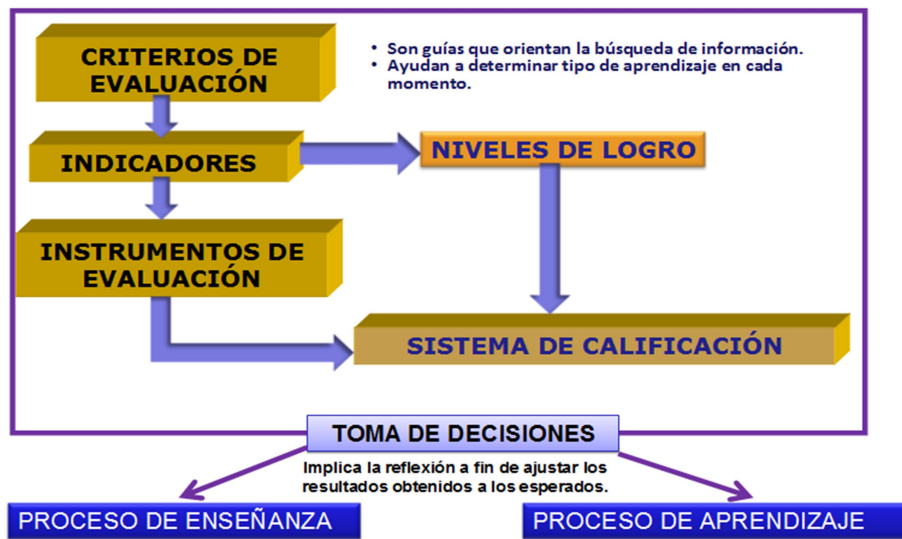 CRITERIOS DE
EVALUACIÓN
• Son guías que orientan la búsqueda de información.
• Ayudan a determinar tipo de aprendizaje en cada
momento.
INDICADORES
NIVELES DE LOGRO
INSTRUMENTOS DE
EVALUACIÓN
SISTEMA DE CALIFICACIÓN
TOMA DE DECISIONES
Implica la reflexión a fin de ajustar los
resultados obtenidos a los esperados.
PROCESO DE ENSEÑANZA
PROCESO DE APRENDIZAJE